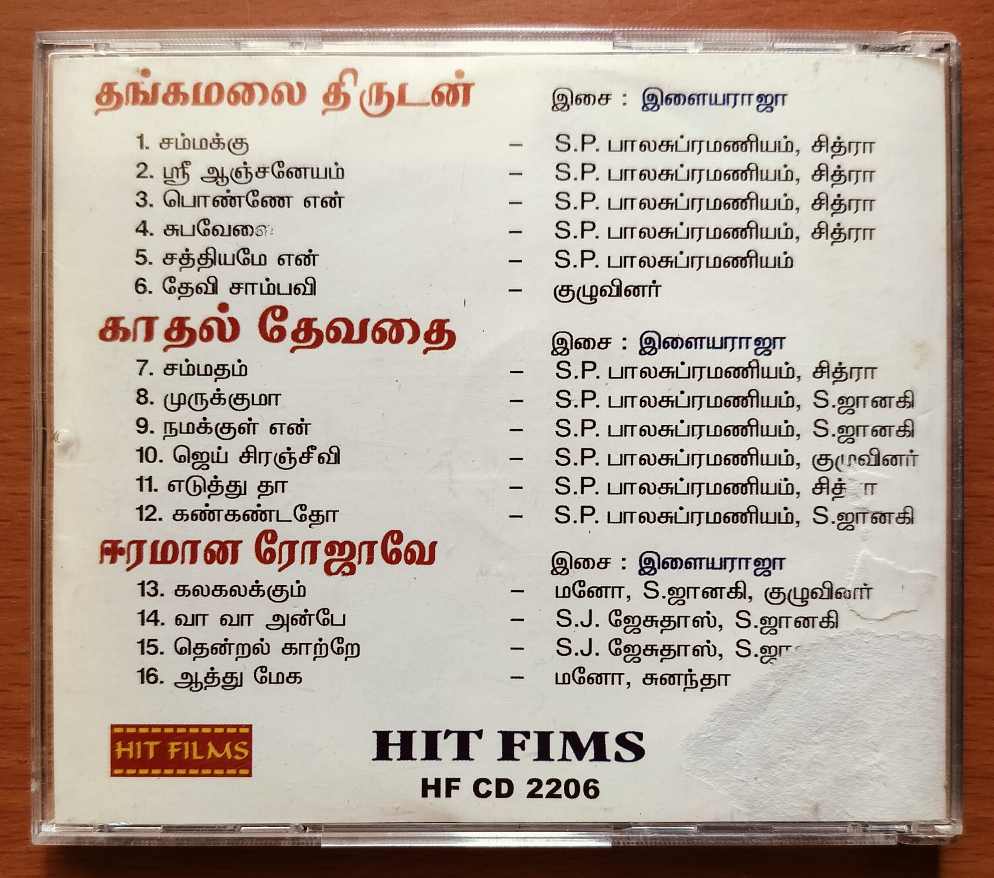 தங்கமலை திருடன் இசை : இளையராஜா
1. சம்மக்கு – S.P. பாலசுப்ரமணியம், சித்ரா
2. ஸ்ரீ ஆஞ்சனேயம் – S.P. பாலசுப்ரமணியம், சித்ரா
3. பொண்ணே என் – S.P. பாலசுப்ரமணியம், சித்ரா
4. சுபவேளை – S.P. பாலசுப்ரமணியம், சித்ரா
5. சத்தியமே என் – S.P. பாலசுப்ரமணியம்
6. தேவி சாம்பவி – குழுவினர்
காதல் தேவதை இசை : இளையராஜா
7. சம்மதம் – S.P. பாலசுப்ரமணியம், சித்ரா
8. முருக்குமா – S.P. பாலசுப்ரமணியம், S.ஜானகி
9. நமக்குள் என் – S.P. பாலசுப்ரமணியம், S.ஜானகி
10. ஜெய் சிரஞ்சீவி – S.P. பாலசுப்ரமணியம், குழுவினர்
11. எடுத்து தா – S.P. பாலசுப்ரமணியம்,
12. கண்கண்டதோ – S.P. பாலசுப்ரமணியம், S.ஜானகி
ஈரமான ரோஜாவே இசை : இளையராஜா
13. கலகலக்கும் – மனோ, S.ஜானகி, குழுவினர்
14. வா வா அன்பே – S.J. ஜேசுதாஸ், S.ஜானகி
15. தென்றல் காற்றே – S.J. ஜேசுதாஸ்,
16. ஆத்து மேக – மனோ, சுனந்தா
HIT FILMS HIT FIMS
HF CD 2206